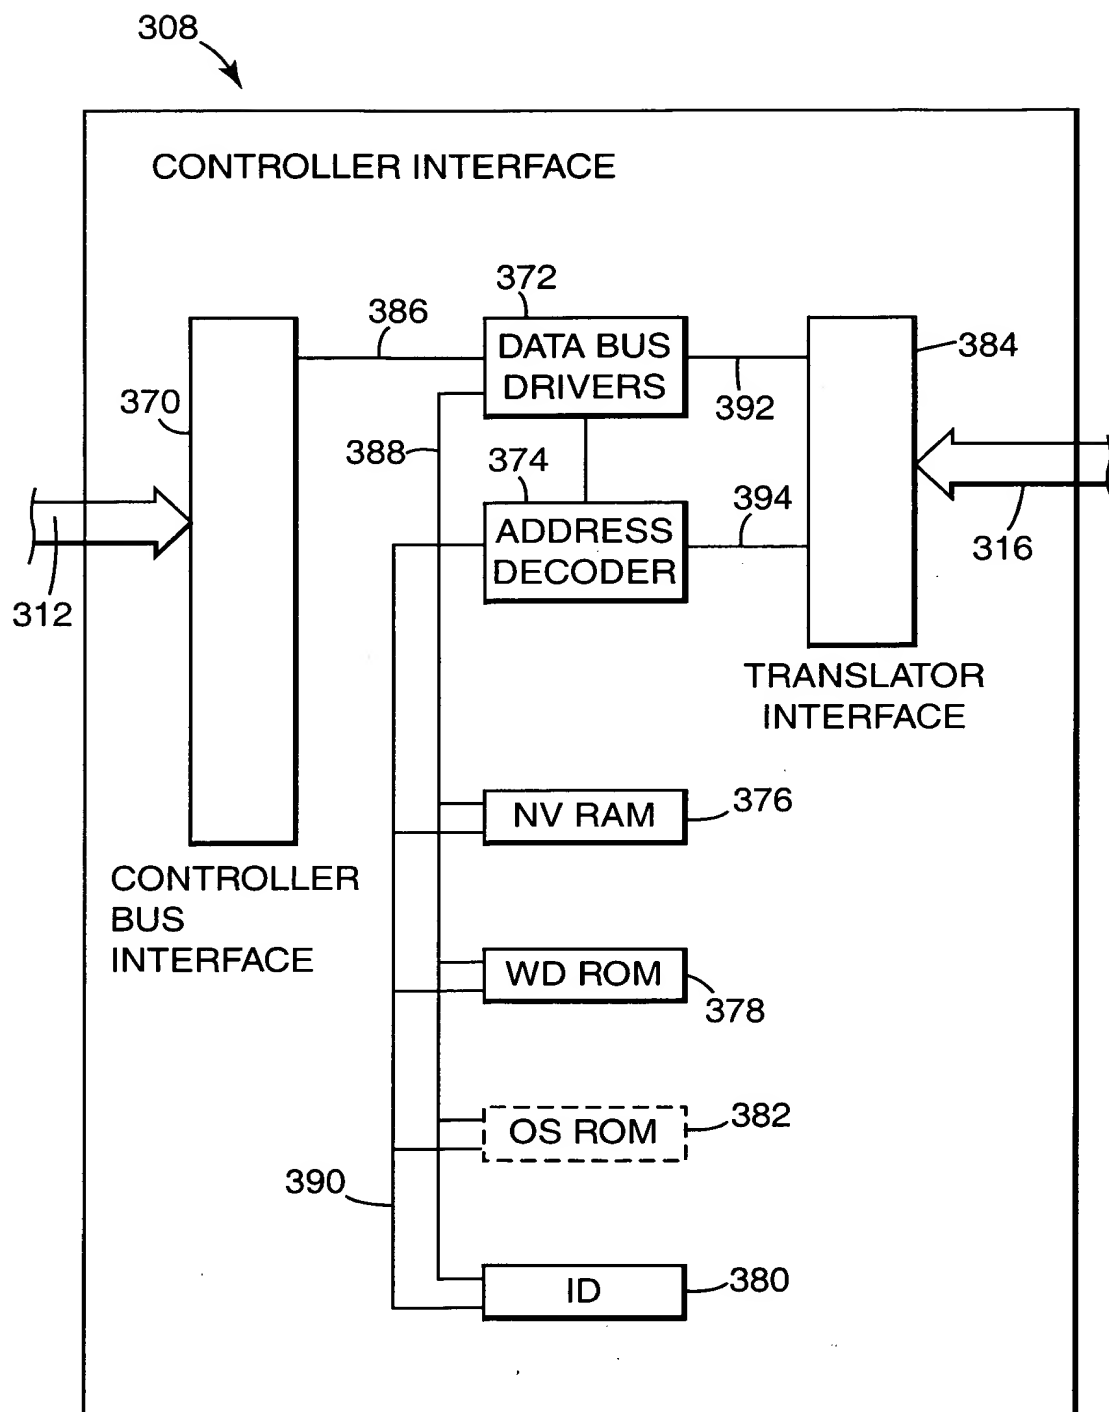 308
CONTROLLER INTERFACE
372
386
DATA BUS
DRIVERS
384
370
392
388
374
394
ADDRESS
DECODER
316
312
TRANSLATOR
INTERFACE
NV RAM
376
CONTROLLER
BUS
INTERFACE
WD ROM
378
OS ROM
382
390
ID
380